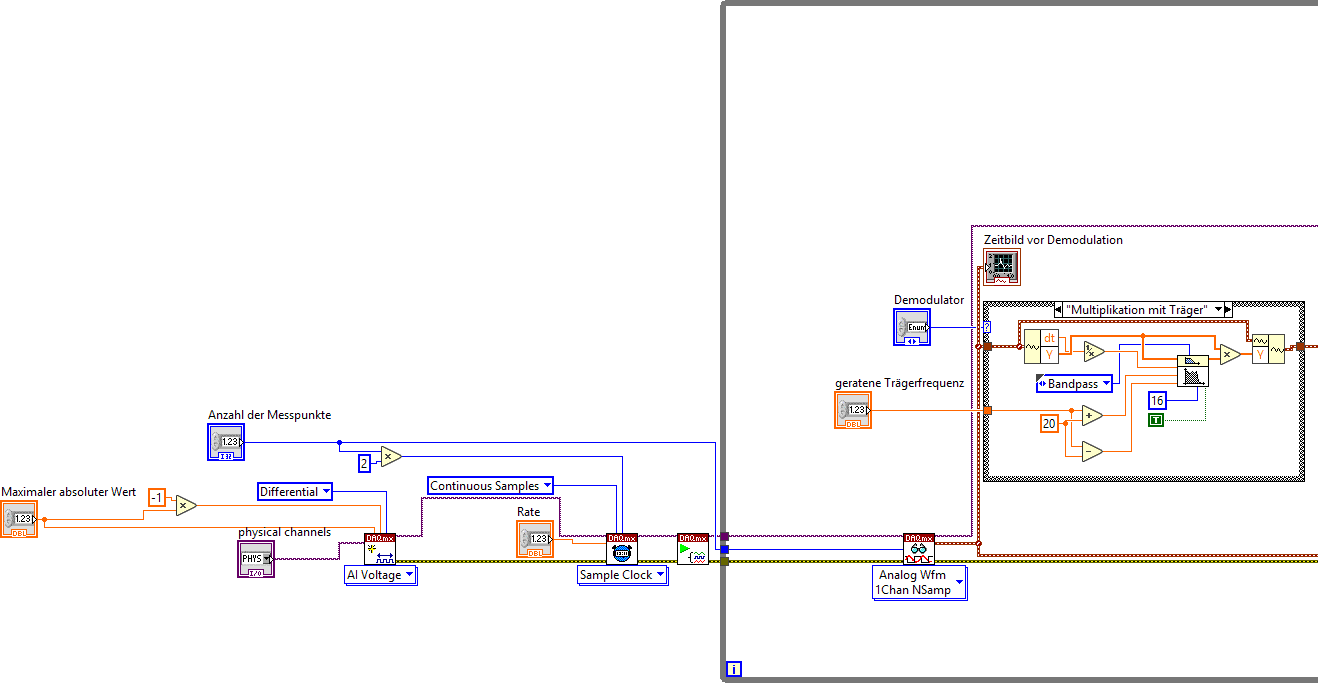 Zeitbild vor Demodulation
Demodulator
Enum
"Multiplikation mit Träger"
?
dt
Y
1/x
x
Y
Bandpass
geratene Trägerfrequenz
1.23
DBL
16
T
20
+
-
Anzahl der Messpunkte
1.23
I32
2
x
Maximaler absoluter Wert
-1
x
1.23
DBL
Differential
Continuous Samples
physical channels
PHYS
I/O
Rate
1.23
DBL
DAQmx
DAQmx
DAQmx
DAQmx
AI Voltage
Sample Clock
Analog Wfm
1Chan NSamp
i